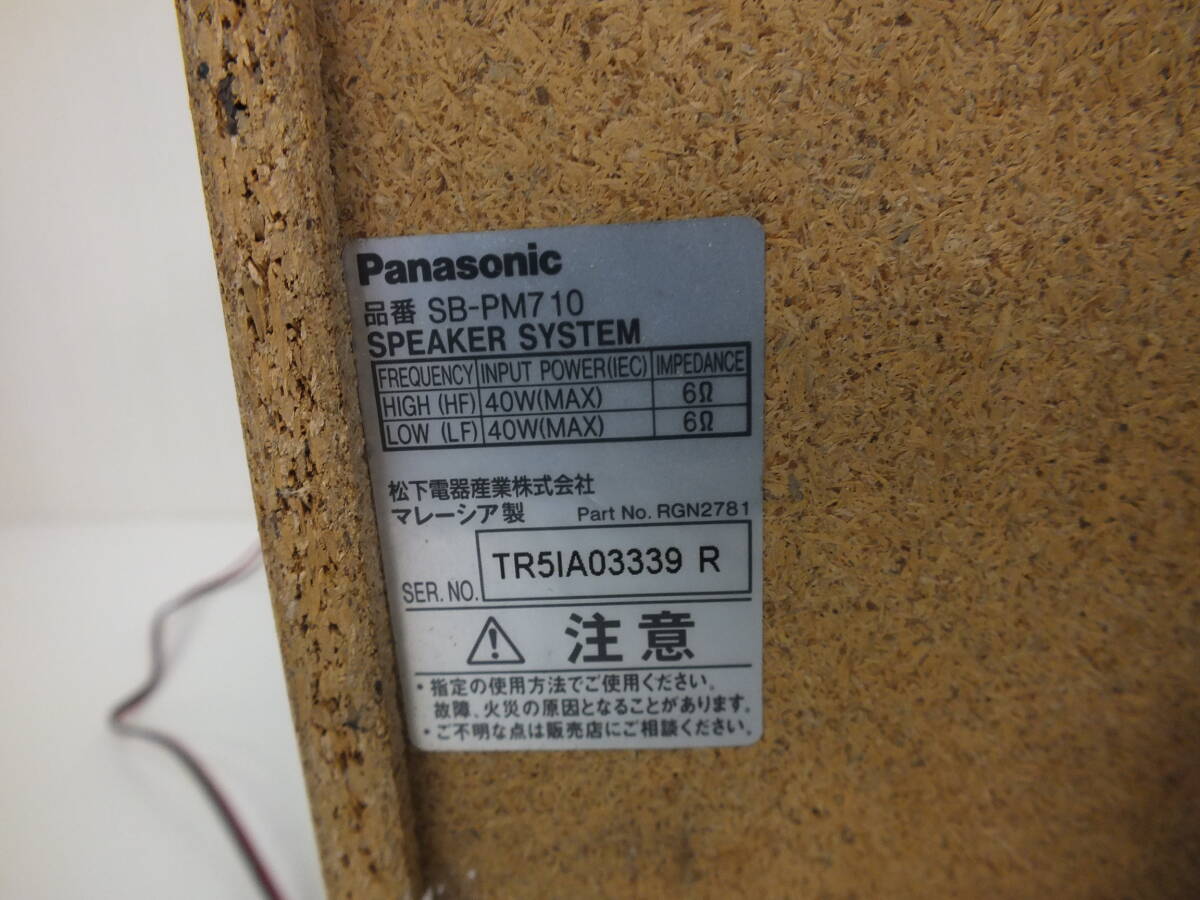 Panasonic
品番 SB-PM710
SPEAKER SYSTEM
FREQUENCY INPUT POWER(IEC) IMPEDANCE
HIGH (HF) 40W(MAX) 6Ω
LOW (LF) 40W(MAX) 6Ω
松下電器産業株式会社
マレーシア製 Part No. RGN2781
SER. NO. TR5IA03339 R
注意
・指定の使用方法でご使用ください。
故障、火災の原因となることがあります。
・ご不明な点は販売店にご相談ください。